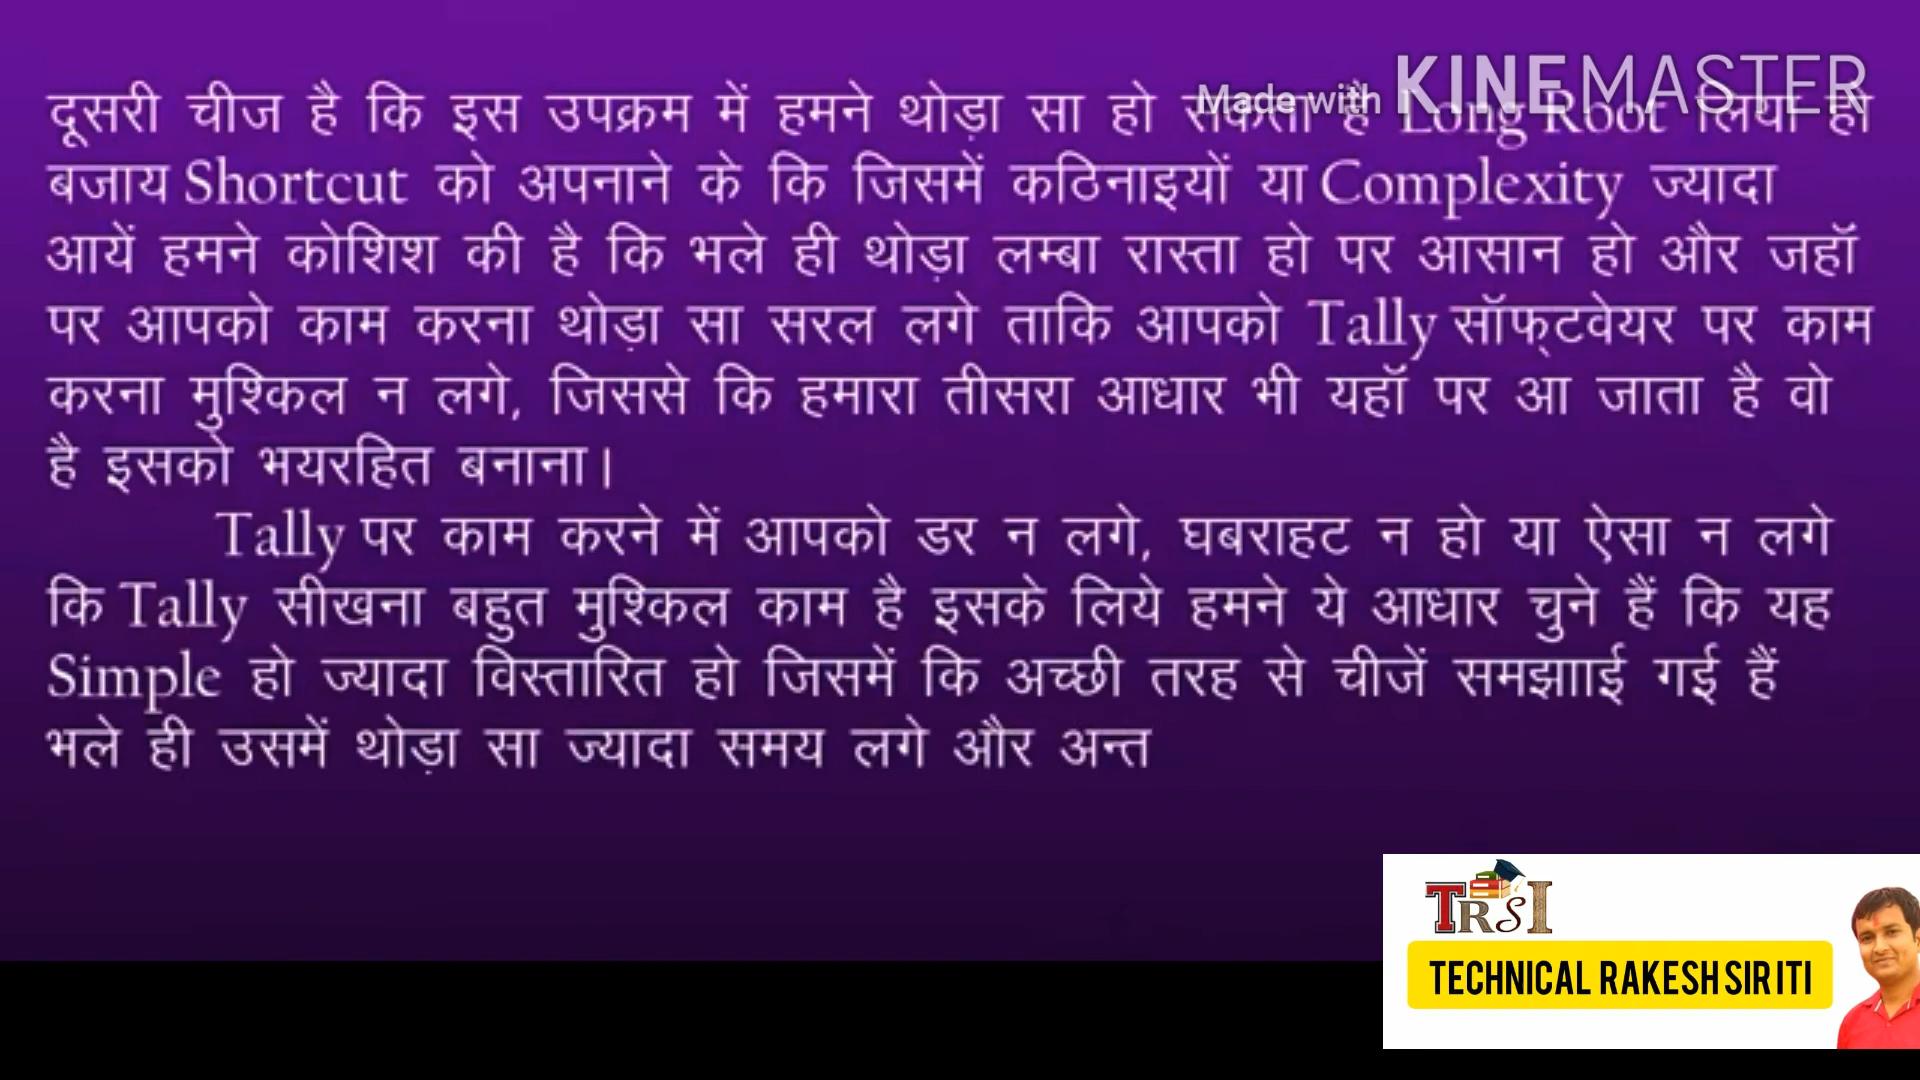 दूसरी चीज है कि इस उपक्रम में हमने थोड़ा सा हो सकता है Long Root लिया हो
Made with KINEMASTER
बजाय Shortcut को अपनाने के कि जिसमें कठिनाइयों या Complexity ज्यादा
आयें हमने कोशिश की है कि भले ही थोड़ा लम्बा रास्ता हो पर आसान हो और जहॉ
पर आपको काम करना थोड़ा सा सरल लगे ताकि आपको Tally सॉफ्टवेयर पर काम
करना मुश्किल न लगे, जिससे कि हमारा तीसरा आधार भी यहॉ पर आ जाता है वो
है इसको भयरहित बनाना।
Tally पर काम करने में आपको डर न लगे, घबराहट न हो या ऐसा न लगे
कि Tally सीखना बहुत मुश्किल काम है इसके लिये हमने ये आधार चुने हैं कि यह
Simple हो ज्यादा विस्तारित हो जिसमें कि अच्छी तरह से चीजें समझााई गई हैं
भले ही उसमें थोड़ा सा ज्यादा समय लगे और अन्त
TRSI
TECHNICAL RAKESH SIR ITI